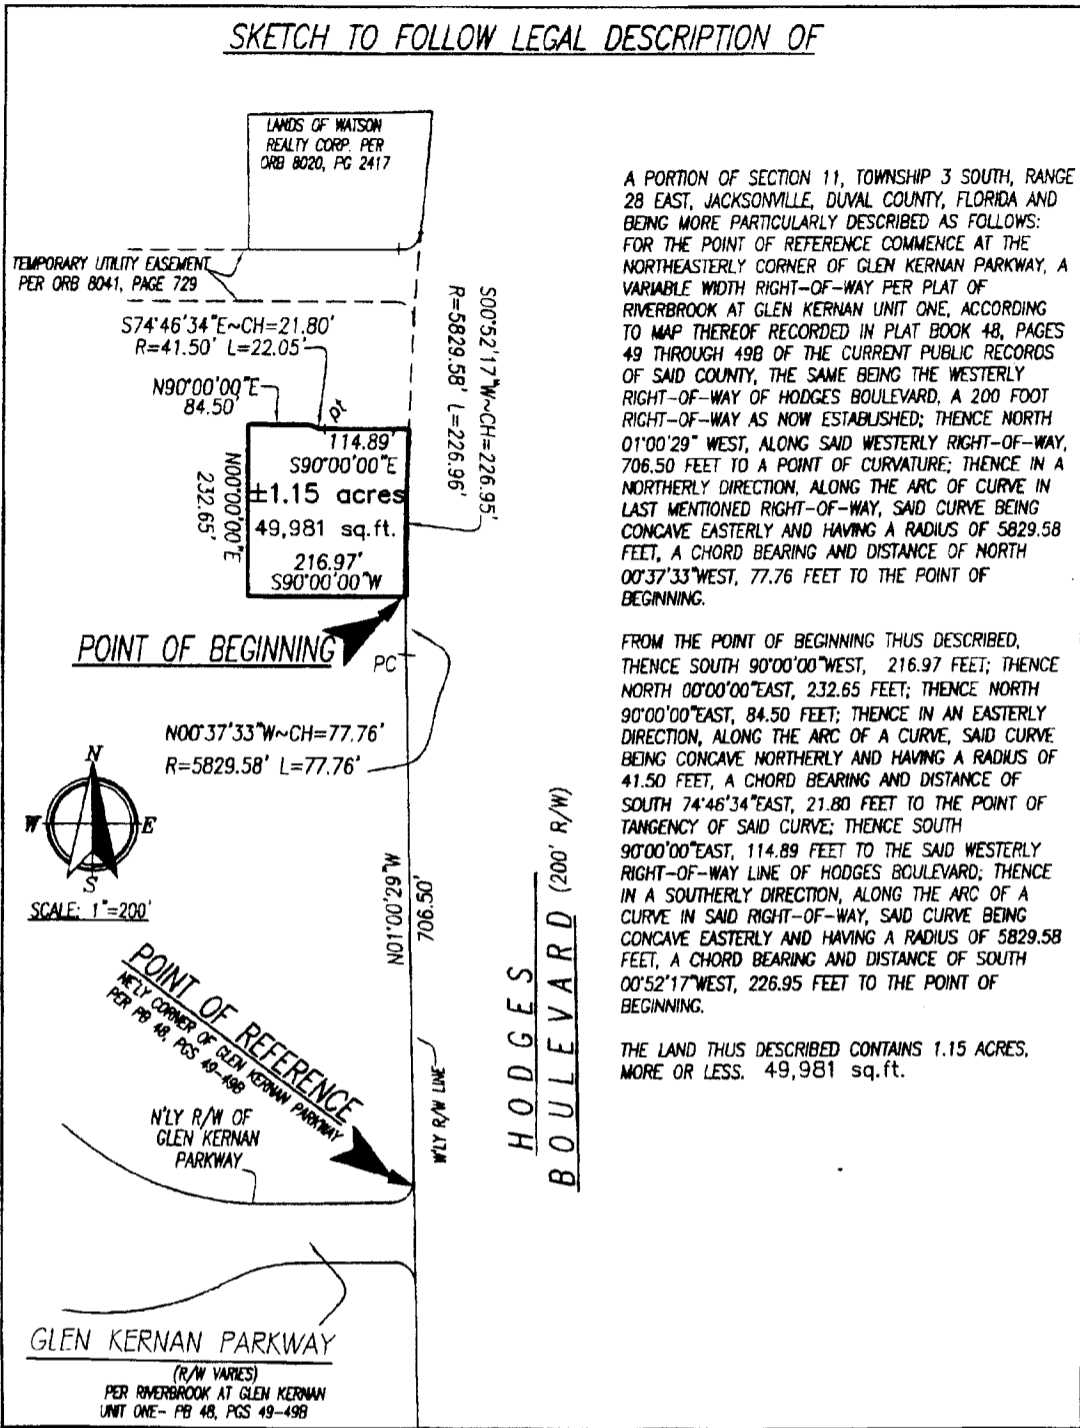 SKETCH TO FOLLOW LEGAL DESCRIPTION OF
LANDS OF WATSON
REALTY CORP. PER
ORB 8020, PG 2417
TEMPORARY UTILITY EASEMENT
PER ORB 8041, PAGE 729
S74°46'34"E~CH=21.80'
R=41.50' L=22.05'
N90°00'00"E
84.50'
pt
S00°52'17"W~CH=226.95'
R=5829.58' L=226.96'
114.89'
S90°00'00"E
N00°00'00"E
232.65'
±1.15 acres
49,981 sq.ft.
216.97'
S90°00'00"W
POINT OF BEGINNING
PC
N00°37'33"W~CH=77.76'
R=5829.58' L=77.76'
N
W
E
S
SCALE: 1"=200'
N01°00'29"W
706.50'
POINT OF REFERENCE
NE'LY CORNER OF GLEN KERNAN PARKWAY
PER PB 48, PGS 49-49B
W'LY R/W LINE
N'LY R/W OF
GLEN KERNAN
PARKWAY
HODGES
BOULEVARD (200' R/W)
GLEN KERNAN PARKWAY
(R/W VARIES)
PER RIVERBROOK AT GLEN KERNAN
UNIT ONE- PB 48, PGS 49-49B
A PORTION OF SECTION 11, TOWNSHIP 3 SOUTH, RANGE
28 EAST, JACKSONVILLE, DUVAL COUNTY, FLORIDA AND
BEING MORE PARTICULARLY DESCRIBED AS FOLLOWS:
FOR THE POINT OF REFERENCE COMMENCE AT THE
NORTHEASTERLY CORNER OF GLEN KERNAN PARKWAY, A
VARIABLE WIDTH RIGHT-OF-WAY PER PLAT OF
RIVERBROOK AT GLEN KERNAN UNIT ONE, ACCORDING
TO MAP THEREOF RECORDED IN PLAT BOOK 48, PAGES
49 THROUGH 49B OF THE CURRENT PUBLIC RECORDS
OF SAID COUNTY, THE SAME BEING THE WESTERLY
RIGHT-OF-WAY OF HODGES BOULEVARD, A 200 FOOT
RIGHT-OF-WAY AS NOW ESTABLISHED; THENCE NORTH
01°00'29" WEST, ALONG SAID WESTERLY RIGHT-OF-WAY,
706.50 FEET TO A POINT OF CURVATURE; THENCE IN A
NORTHERLY DIRECTION, ALONG THE ARC OF CURVE IN
LAST MENTIONED RIGHT-OF-WAY, SAID CURVE BEING
CONCAVE EASTERLY AND HAVING A RADIUS OF 5829.58
FEET, A CHORD BEARING AND DISTANCE OF NORTH
00°37'33"WEST, 77.76 FEET TO THE POINT OF
BEGINNING.
FROM THE POINT OF BEGINNING THUS DESCRIBED,
THENCE SOUTH 90°00'00"WEST, 216.97 FEET; THENCE
NORTH 00°00'00"EAST, 232.65 FEET; THENCE NORTH
90°00'00"EAST, 84.50 FEET; THENCE IN AN EASTERLY
DIRECTION, ALONG THE ARC OF A CURVE, SAID CURVE
BEING CONCAVE NORTHERLY AND HAVING A RADIUS OF
41.50 FEET, A CHORD BEARING AND DISTANCE OF
SOUTH 74°46'34"EAST, 21.80 FEET TO THE POINT OF
TANGENCY OF SAID CURVE; THENCE SOUTH
90°00'00"EAST, 114.89 FEET TO THE SAID WESTERLY
RIGHT-OF-WAY LINE OF HODGES BOULEVARD; THENCE
IN A SOUTHERLY DIRECTION, ALONG THE ARC OF A
CURVE IN SAID RIGHT-OF-WAY, SAID CURVE BEING
CONCAVE EASTERLY AND HAVING A RADIUS OF 5829.58
FEET, A CHORD BEARING AND DISTANCE OF SOUTH
00°52'17"WEST, 226.95 FEET TO THE POINT OF
BEGINNING.
THE LAND THUS DESCRIBED CONTAINS 1.15 ACRES,
MORE OR LESS. 49,981 sq.ft.